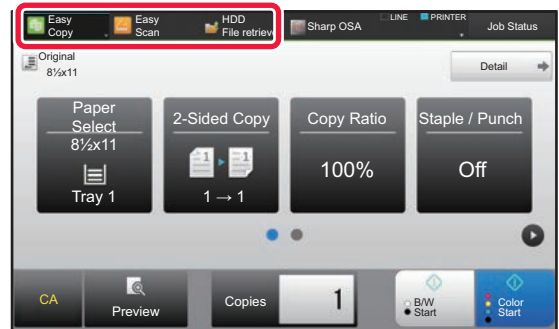 Easy
Copy
Easy
Scan
HDD
File retrieve
Sharp OSA
LINE
PRINTER
Job Status
Original
8½x11
Detail
Paper
Select
8½x11
Tray 1
2-Sided Copy
1
1
1 → 1
Copy Ratio
100%
Staple / Punch
Off
CA
Preview
Copies
1
B/W
Start
Color
Start